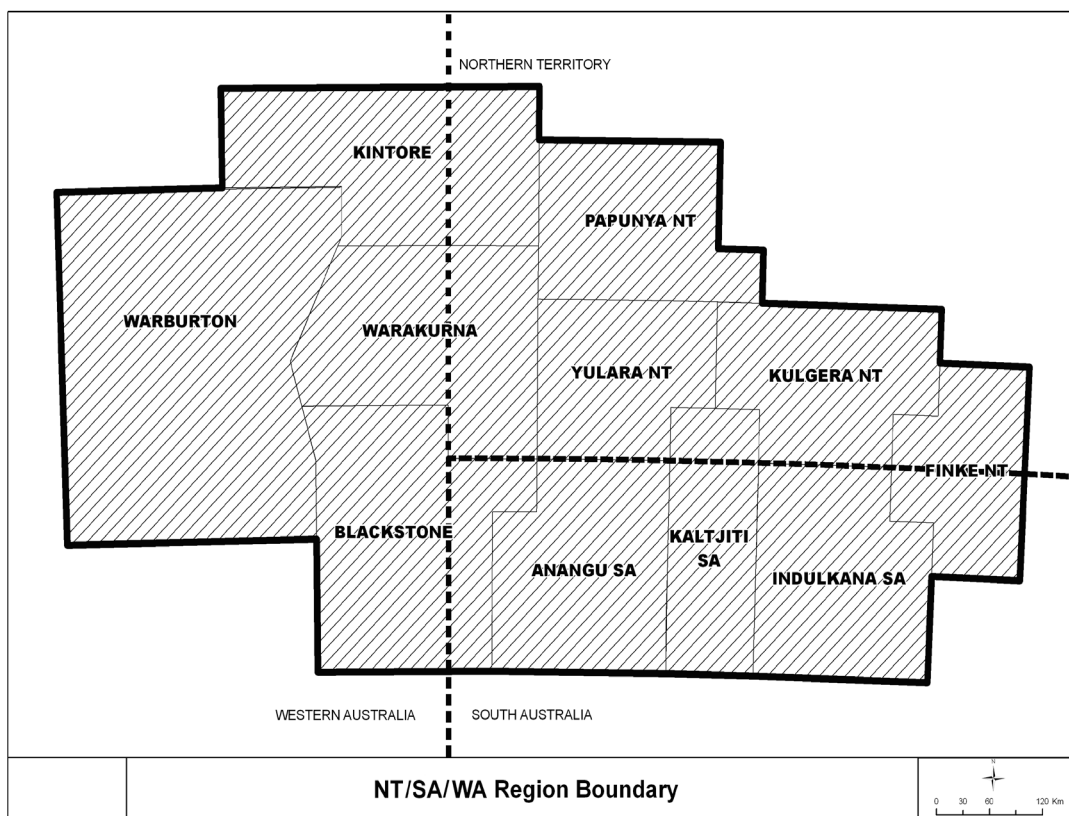 NORTHERN TERRITORY
KINTORE
PAPUNYA NT
WARBURTON
WARAKURNA
YULARA NT
KULGERA NT
FINKE NT
BLACKSTONE
KALTJITI
SA
ANANGU SA
INDULKANA SA
WESTERN AUSTRALIA
SOUTH AUSTRALIA
NT/SA/WA Region Boundary
N
0 30 60 120 Km